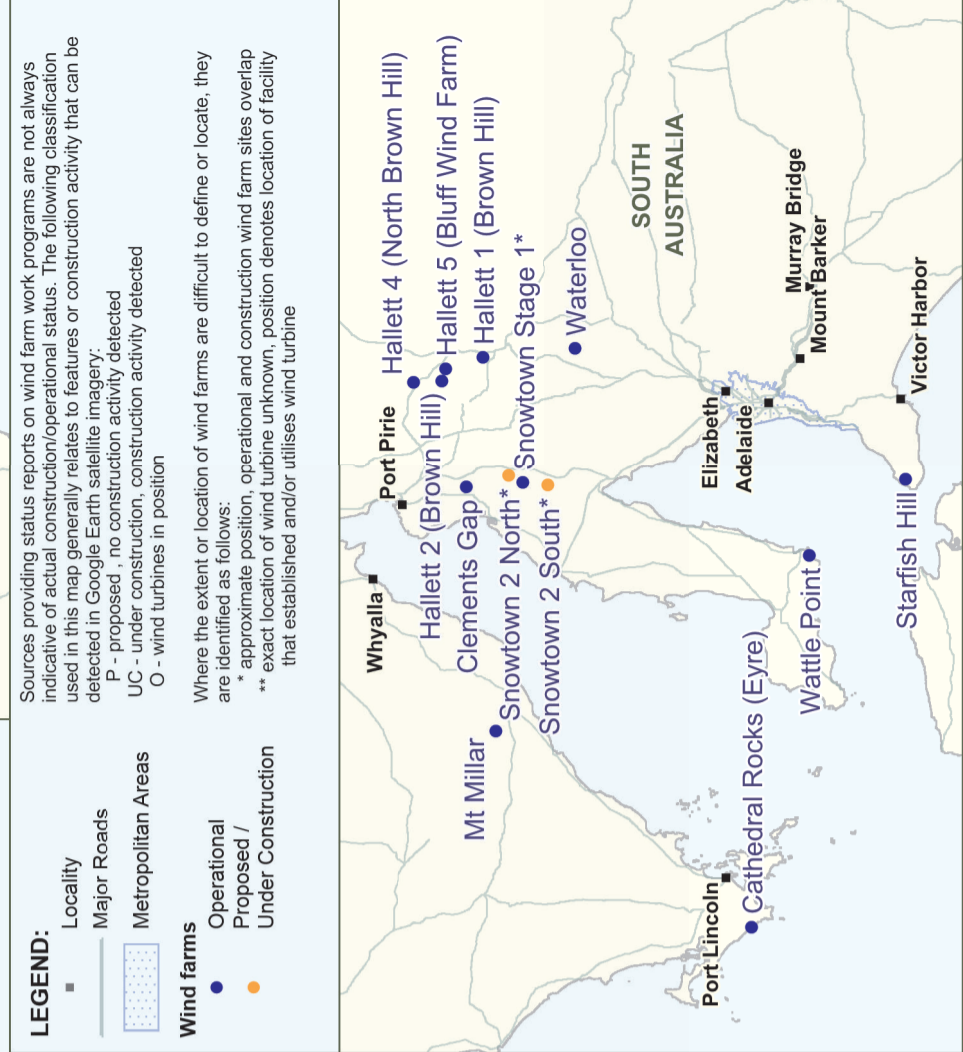 LEGEND:
Locality
Major Roads
Metropolitan Areas
Wind farms
Operational
Proposed /
Under Construction
Sources providing status reports on wind farm work programs are not always
indicative of actual construction/operational status. The following classification
used in this map generally relates to features or construction activity that can be
detected in Google Earth satellite imagery:
P - proposed , no construction activity detected
UC - under construction, construction activity detected
O - wind turbines in position
Where the extent or location of wind farms are difficult to define or locate, they
are identified as follows:
* approximate position, operational and construction wind farm sites overlap
** exact location of wind turbine unknown, position denotes location of facility
that established and/or utilises wind turbine
Whyalla
Port Pirie
Hallett 4 (North Brown Hill)
Hallett 2 (Brown Hill)
Hallett 5 (Bluff Wind Farm)
Clements Gap
Hallett 1 (Brown Hill)
Mt Millar
Snowtown 2 North*
Snowtown Stage 1*
Snowtown 2 South*
Waterloo
SOUTH
AUSTRALIA
Port Lincoln
Elizabeth
Adelaide
Cathedral Rocks (Eyre)
Murray Bridge
Mount Barker
Wattle Point
Starfish Hill
Victor Harbor